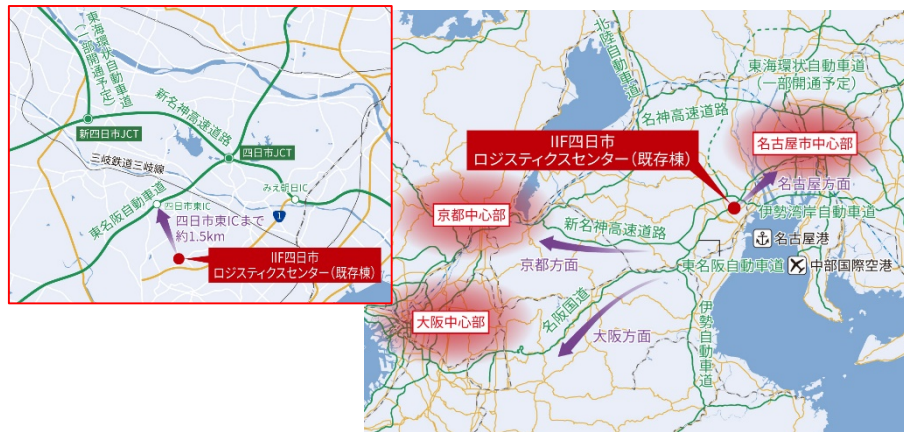 東海環状自動車道
(一部開通予定)
新名神高速道路
新四日市JCT
四日市JCT
三岐鉄道三岐線
みえ朝日IC
東名阪自動車道
四日市東IC
四日市東ICまで
約1.5km
1
IIF四日市
ロジスティクスセンター(既存棟)
北陸自動車道
東海環状自動車道
(一部開通予定)
名神高速道路
IIF四日市
ロジスティクスセンター(既存棟)
名古屋市中心部
名古屋方面
京都中心部
新名神高速道路
伊勢湾岸自動車道
名古屋港
京都方面
東名阪自動車道
中部国際空港
名阪国道
大阪中心部
大阪方面
伊勢自動車道